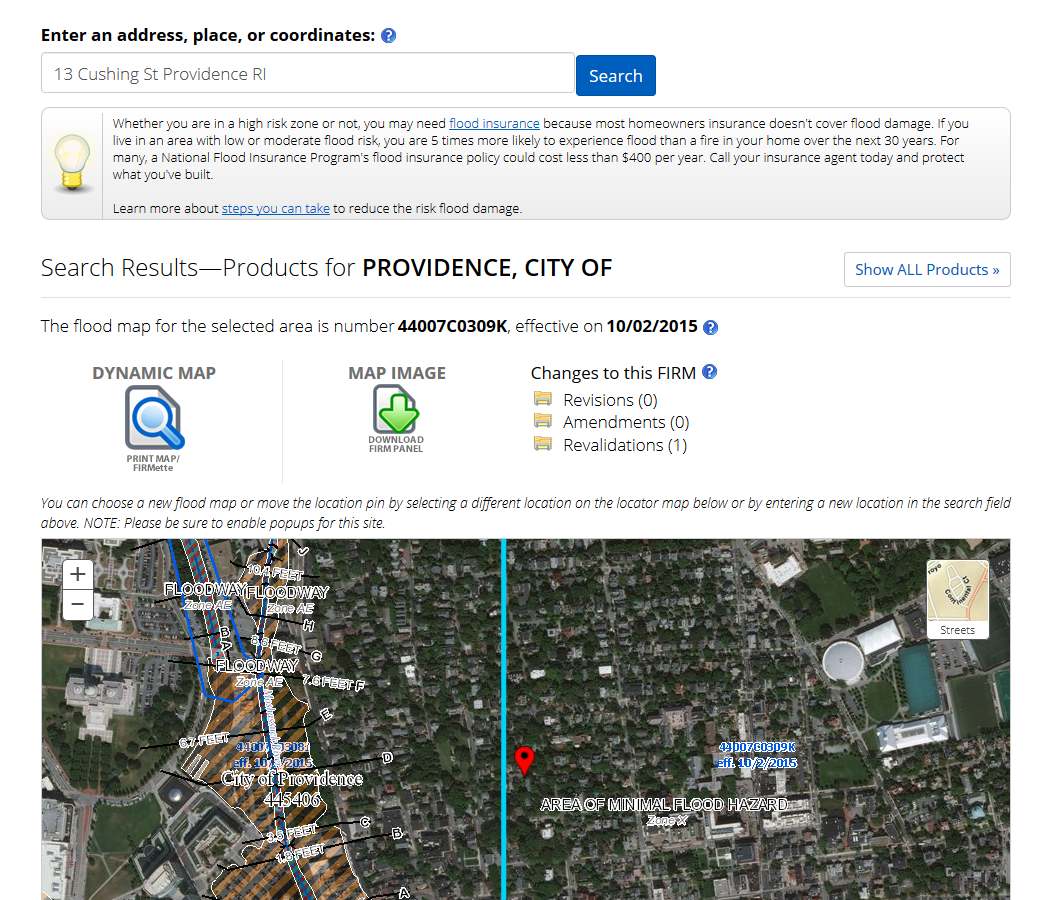 Enter an address, place, or coordinates: ?
13 Cushing St Providence RI
Search
Whether you are in a high risk zone or not, you may need flood insurance because most homeowners insurance doesn't cover flood damage. If you
live in an area with low or moderate flood risk, you are 5 times more likely to experience flood than a fire in your home over the next 30 years. For
many, a National Flood Insurance Program's flood insurance policy could cost less than $400 per year. Call your insurance agent today and protect
what you've built.
Learn more about steps you can take to reduce the risk flood damage.
Search Results—Products for PROVIDENCE, CITY OF
Show ALL Products »
The flood map for the selected area is number 44007C0309K, effective on 10/02/2015 ?
DYNAMIC MAP
PRINT MAP/
FIRMette
MAP IMAGE
DOWNLOAD
FIRM PANEL
Changes to this FIRM ?
Revisions (0)
Amendments (0)
Revalidations (1)
You can choose a new flood map or move the location pin by selecting a different location on the locator map below or by entering a new location in the search field
above. NOTE: Please be sure to enable popups for this site.
+
−
J
10.1 FEET
FLOODWAY
Zone AE
FLOODWAY
Zone AE
H
B
A
8.6 FEET
G
FLOODWAY
Zone AE
7.6 FEET F
E
6.7 FEET
D
City of Providence
445406
C
3.5 FEET
B
1.8 FEET
A
Streets
44007C0309K
eff. 10/2/2015
AREA OF MINIMAL FLOOD HAZARD
Zone X